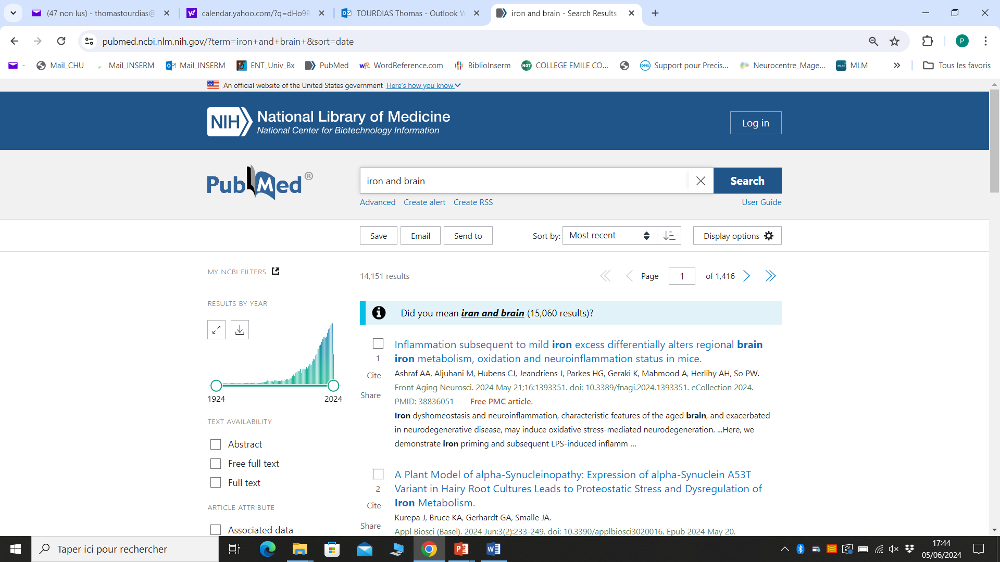 (47 non lus) - thomastourdias@
calendar.yahoo.com/?q=dHo9R
TOURDIAS Thomas - Outlook W
iron and brain - Search Results
pubmed.ncbi.nlm.nih.gov/?term=iron+and+brain+&sort=date
P
-
Mail_CHU
Mail_INSERM
Mail_INSERM
ENT_Univ_Bx
PubMed
WordReference.com
BiblioInserm
COLLEGE EMILE CO...
Support pour Precis...
Neurocentre_Mage...
MLM
Tous les favoris
An official website of the United States government Here's how you know
NIH National Library of Medicine
National Center for Biotechnology Information
Log in
PubMed®
iron and brain
Search
Advanced Create alert Create RSS
User Guide
Save Email Send to
Sort by: Most recent
Display options
MY NCBI FILTERS
14,151 results
Page 1 of 1,416
RESULTS BY YEAR
1924 2024
Did you mean iran and brain (15,060 results)?
1
Cite
Share
Inflammation subsequent to mild iron excess differentially alters regional brain
iron metabolism, oxidation and neuroinflammation status in mice.
Ashraf AA, Aljuhani M, Hubens CJ, Jeandriens J, Parkes HG, Geraki K, Mahmood A, Herlihy AH, So PW.
Front Aging Neurosci. 2024 May 21;16:1393351. doi: 10.3389/fnagi.2024.1393351. eCollection 2024.
PMID: 38836051 Free PMC article.
Iron dyshomeostasis and neuroinflammation, characteristic features of the aged brain, and exacerbated
in neurodegenerative disease, may induce oxidative stress-mediated neurodegeneration. ...Here, we
demonstrate iron priming and subsequent LPS-induced inflamm ...
TEXT AVAILABILITY
Abstract
Free full text
Full text
ARTICLE ATTRIBUTE
Associated data
2
Cite
Share
A Plant Model of alpha-Synucleinopathy: Expression of alpha-Synuclein A53T
Variant in Hairy Root Cultures Leads to Proteostatic Stress and Dysregulation of
Iron Metabolism.
Kurepa J, Bruce KA, Gerhardt GA, Smalle JA.
Appl Biosci (Basel). 2024 Jun;3(2):233-249. doi: 10.3390/applbiosci3020016. Epub 2024 May 20.
Taper ici pour rechercher
17:44
05/06/2024